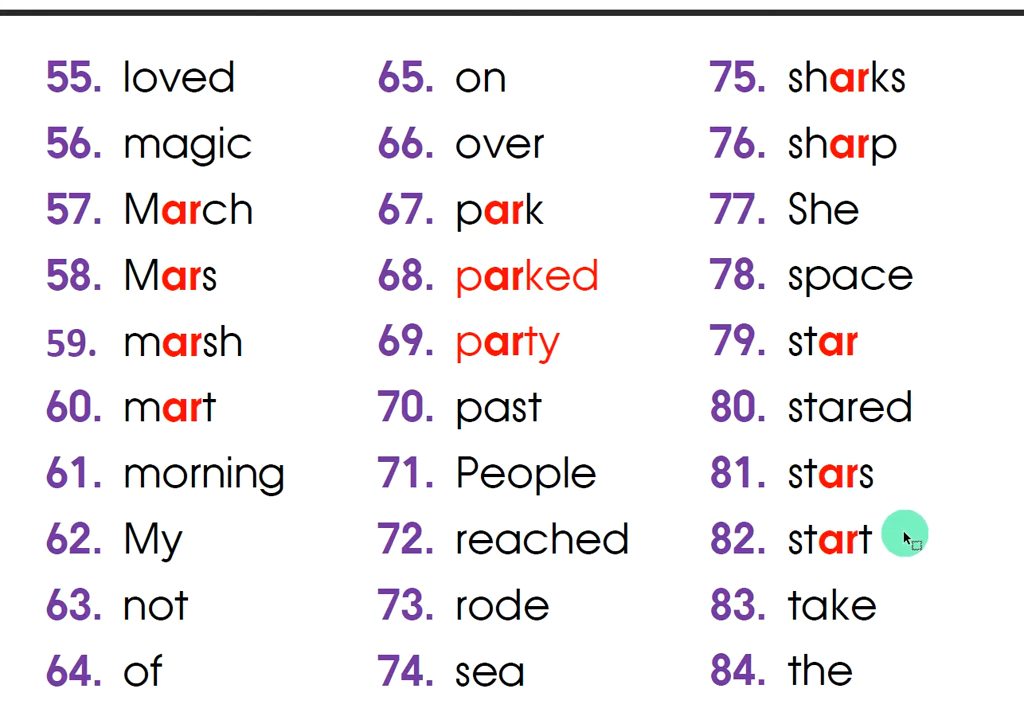 55. loved
56. magic
57. March
58. Mars
59. marsh
60. mart
61. morning
62. My
63. not
64. of
65. on
66. over
67. park
68. parked
69. party
70. past
71. People
72. reached
73. rode
74. sea
75. sharks
76. sharp
77. She
78. space
79. star
80. stared
81. stars
82. start
83. take
84. the